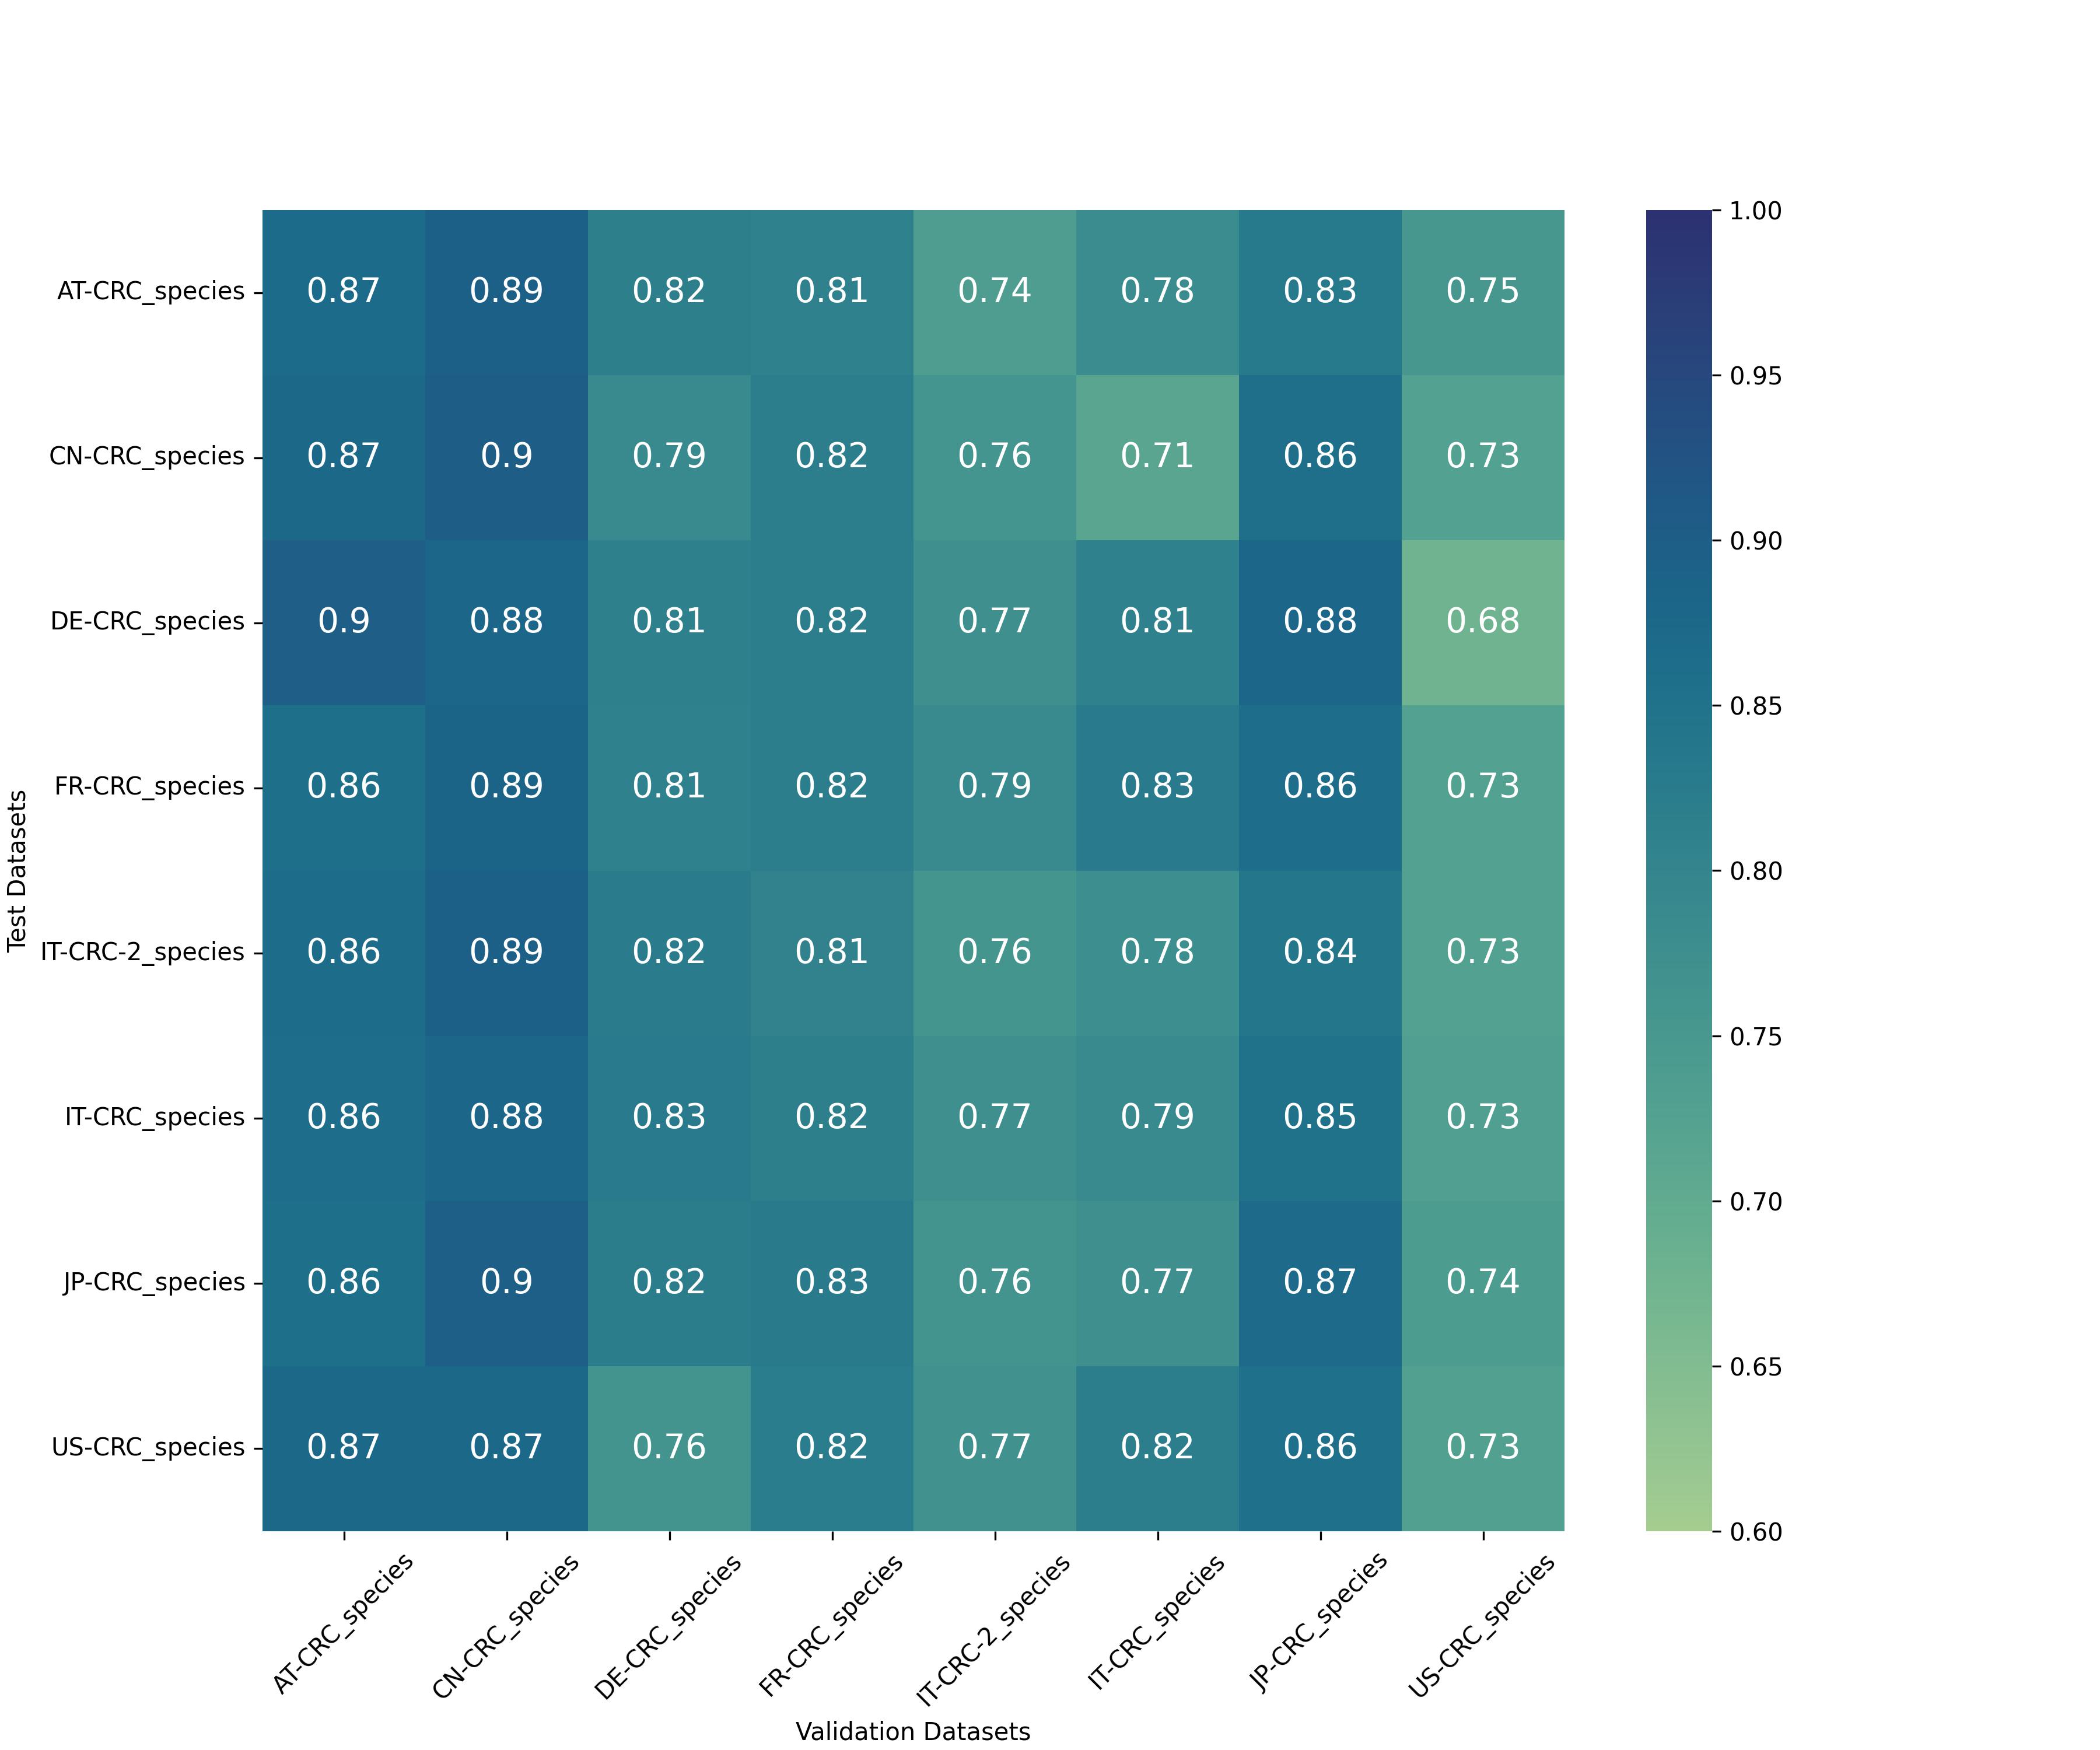 AT-CRC_species 0.87 0.89 0.82 0.81 0.74 0.78 0.83 0.75
CN-CRC_species 0.87 0.9 0.79 0.82 0.76 0.71 0.86 0.73
DE-CRC_species 0.9 0.88 0.81 0.82 0.77 0.81 0.88 0.68
FR-CRC_species 0.86 0.89 0.81 0.82 0.79 0.83 0.86 0.73
IT-CRC-2_species 0.86 0.89 0.82 0.81 0.76 0.78 0.84 0.73
IT-CRC_species 0.86 0.88 0.83 0.82 0.77 0.79 0.85 0.73
JP-CRC_species 0.86 0.9 0.82 0.83 0.76 0.77 0.87 0.74
US-CRC_species 0.87 0.87 0.76 0.82 0.77 0.82 0.86 0.73
Test Datasets
AT-CRC_species
CN-CRC_species
DE-CRC_species
FR-CRC_species
IT-CRC-2_species
IT-CRC_species
JP-CRC_species
US-CRC_species
Validation Datasets
1.00
0.95
0.90
0.85
0.80
0.75
0.70
0.65
0.60